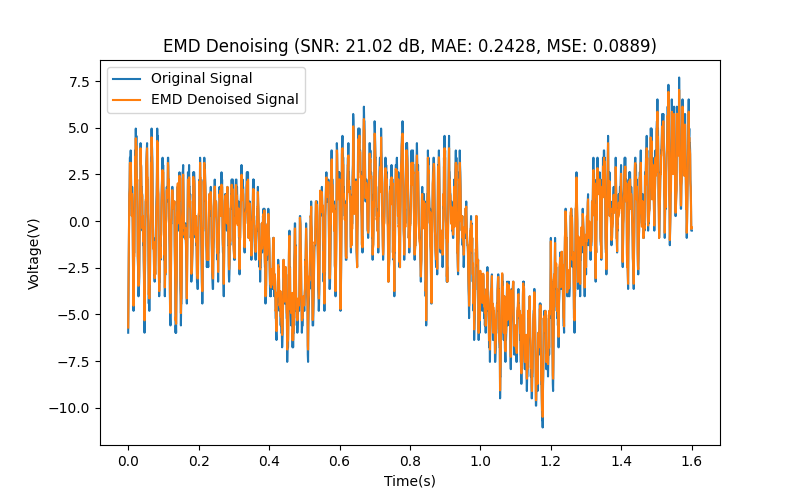 EMD Denoising (SNR: 21.02 dB, MAE: 0.2428, MSE: 0.0889)
Original Signal
EMD Denoised Signal
7.5
5.0
2.5
0.0
−2.5
−5.0
−7.5
−10.0
Voltage(V)
0.0 0.2 0.4 0.6 0.8 1.0 1.2 1.4 1.6
Time(s)